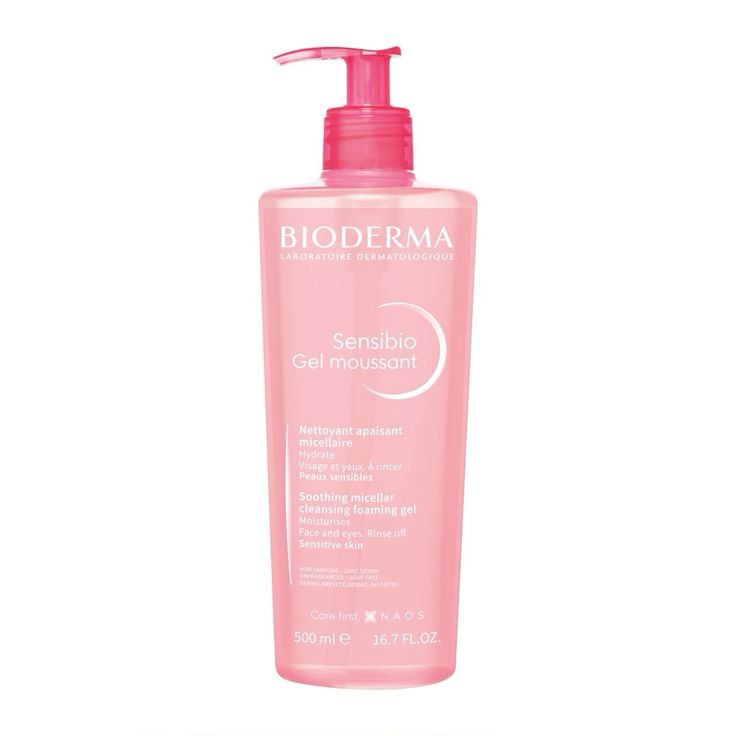 BIODERMA
LABORATOIRE DERMATOLOGIQUE
Sensibio
Gel moussant
Nettoyant apaisant
micellaire
Hydrate
Visage et yeux. À rincer
Peaux sensibles
Soothing micellar
cleansing foaming gel
Moisturises
Face and eyes. Rinse off
Sensitive skin
NON PARFUMÉ - SANS SAVON
UNFRAGRANCED - SOAP FREE
DERMO-BREVETÉ/DERMO-PATENTED
Care first. NAOS
500 ml ℮ 16.7 FL.OZ.